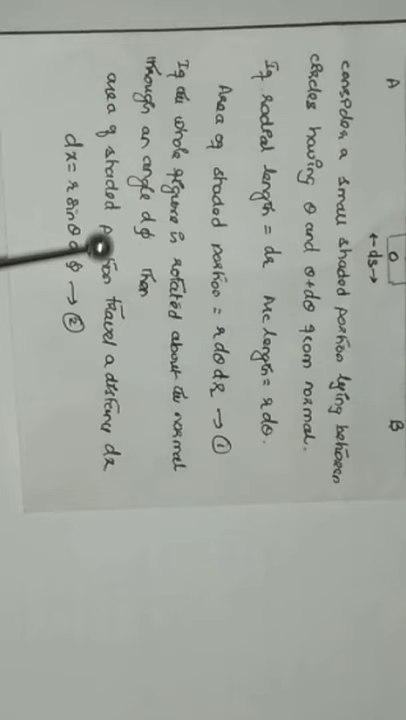 A B
O
←ds→
consider a small shaded portion lying between
circles having θ and θ+dθ from normal.
If radial length = dr Arc length = r dθ.
Area of shaded portion = r dθ dr → ①
If the whole figure is rotated about the normal
through an angle dφ then
area of shaded portion travel a distance dx
dx = r sinθ dφ → ②